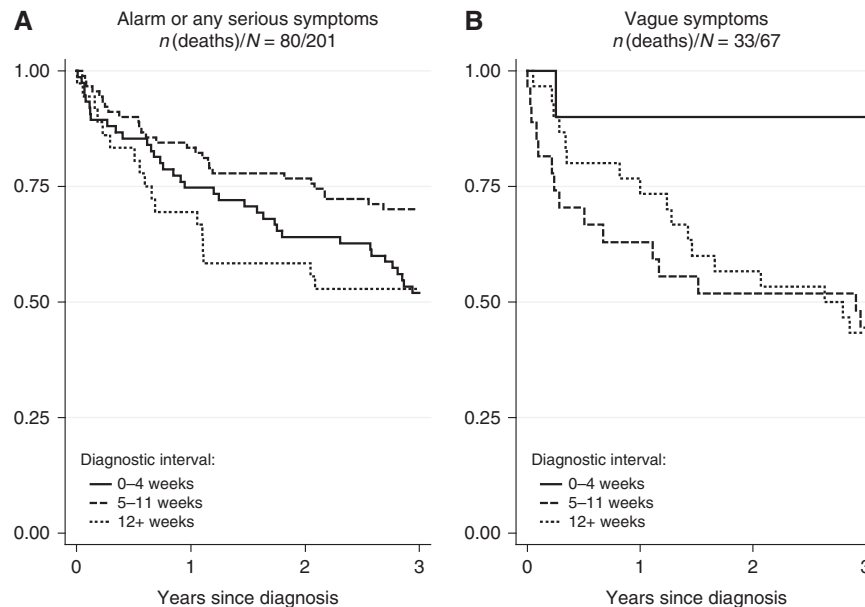 A
Alarm or any serious symptoms
n (deaths)/N = 80/201
1.00
0.75
0.50
0.25
0.00
Diagnostic interval:
0–4 weeks
5–11 weeks
12+ weeks
0 1 2 3
Years since diagnosis
B
Vague symptoms
n (deaths)/N = 33/67
1.00
0.75
0.50
0.25
0.00
Diagnostic interval:
0–4 weeks
5–11 weeks
12+ weeks
0 1 2 3
Years since diagnosis